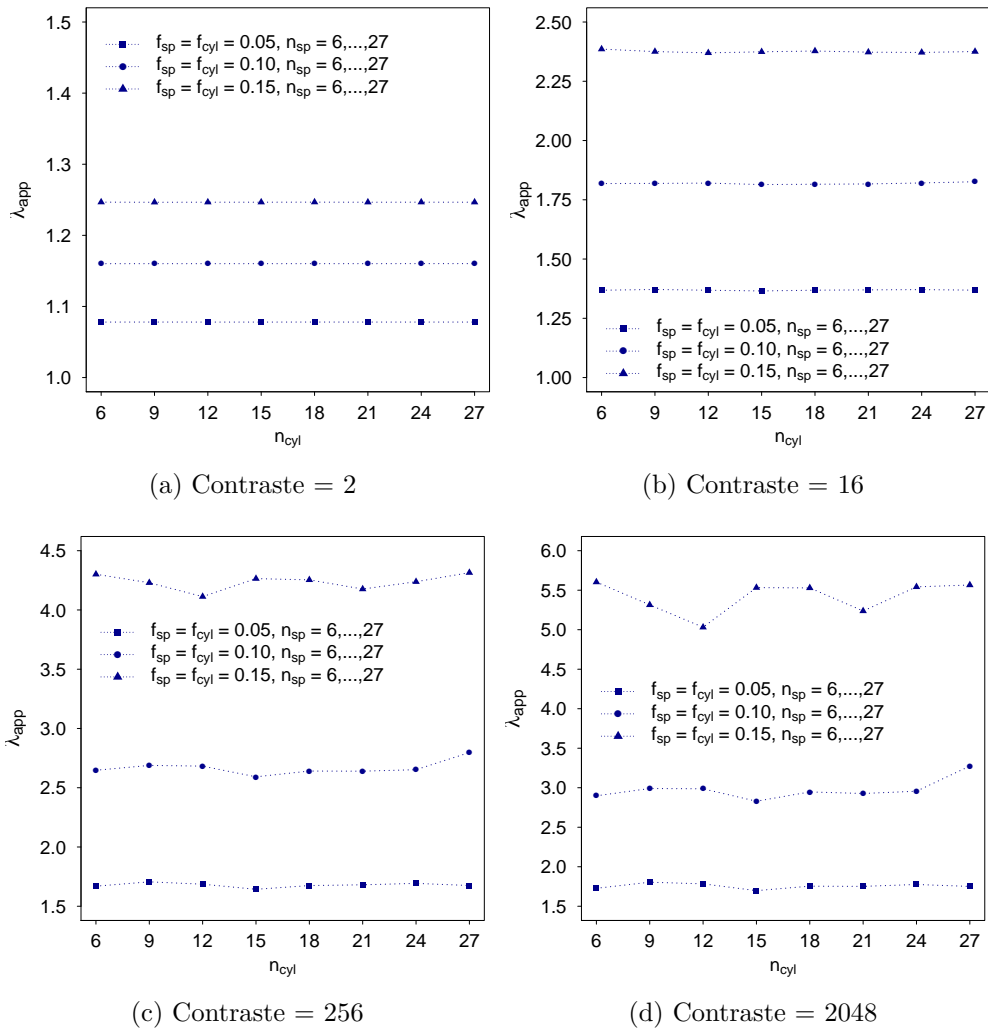 1.5
1.4
1.3
1.2
1.1
1.0
λapp
fsp = fcyl = 0.05, nsp = 6,...,27
fsp = fcyl = 0.10, nsp = 6,...,27
fsp = fcyl = 0.15, nsp = 6,...,27
6 9 12 15 18 21 24 27
ncyl
(a) Contraste = 2
2.50
2.25
2.00
1.75
1.50
1.25
1.00
λapp
fsp = fcyl = 0.05, nsp = 6,...,27
fsp = fcyl = 0.10, nsp = 6,...,27
fsp = fcyl = 0.15, nsp = 6,...,27
6 9 12 15 18 21 24 27
ncyl
(b) Contraste = 16
4.5
4.0
3.5
3.0
2.5
2.0
1.5
λapp
fsp = fcyl = 0.05, nsp = 6,...,27
fsp = fcyl = 0.10, nsp = 6,...,27
fsp = fcyl = 0.15, nsp = 6,...,27
6 9 12 15 18 21 24 27
ncyl
(c) Contraste = 256
6.0
5.5
5.0
4.5
4.0
3.5
3.0
2.5
2.0
1.5
λapp
fsp = fcyl = 0.05, nsp = 6,...,27
fsp = fcyl = 0.10, nsp = 6,...,27
fsp = fcyl = 0.15, nsp = 6,...,27
6 9 12 15 18 21 24 27
ncyl
(d) Contraste = 2048